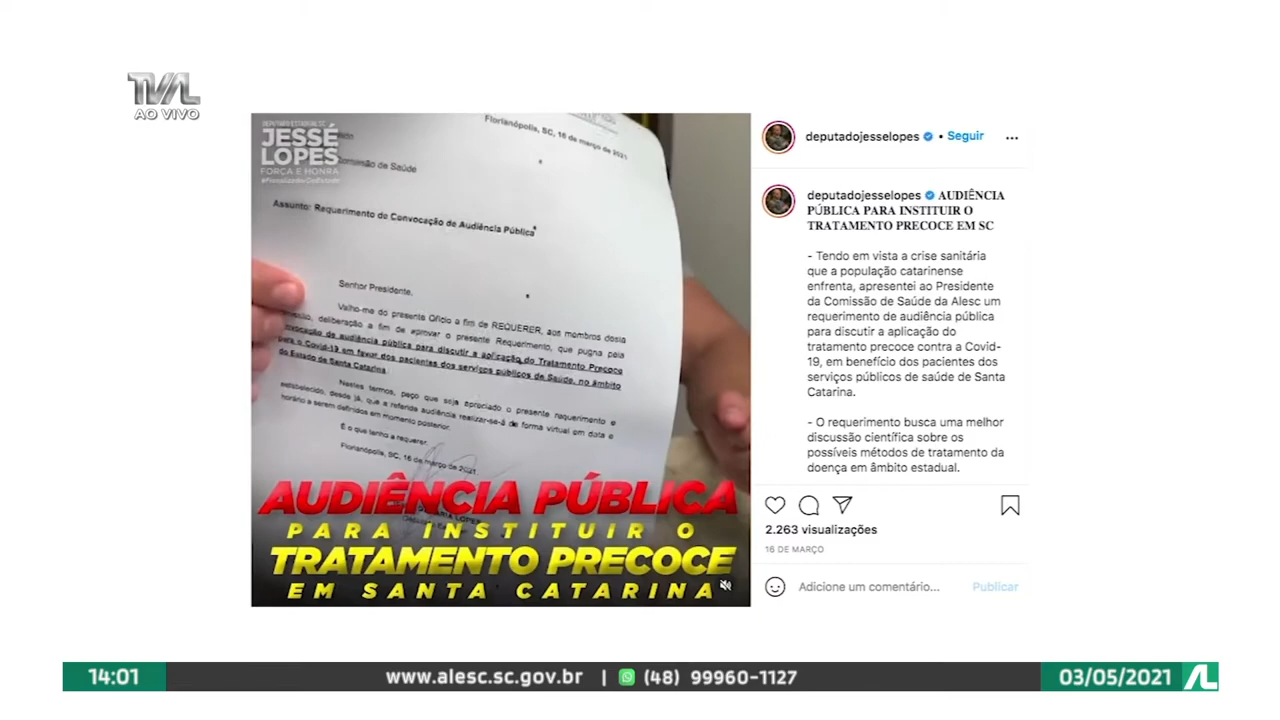 TVAL
AO VIVO
DEPUTADO ESTADUAL SC
JESSÉ
LOPES
FORÇA E HONRA
Florianópolis, SC, 16 de março de 2021
Comissão de Saúde
Assunto: Requerimento de Convocação de Audiência Pública
Senhor Presidente,
Valho-me do presente Ofício a fim de REQUERER, aos membros dessa
deliberação a fim de aprovar o presente Requerimento, que pugna pela
convocação de audiência pública para discutir a aplicação do Tratamento Precoce
para o Covid-19 em favor dos pacientes dos serviços públicos de Saúde, no âmbito
do Estado de Santa Catarina.
Nestes termos, peço que seja apreciado o presente requerimento e
estabelecido, desde já, que a referida audiência realizar-se-á de forma virtual em data e
horário a serem definidos em momento posterior.
É o que tenho a requerer.
Florianópolis, SC, 16 de março de 2021.
AUDIÊNCIA PÚBLICA
PARA INSTITUIR O
TRATAMENTO PRECOCE
EM SANTA CATARINA
deputadojesselopes • Seguir ...
deputadojesselopes AUDIÊNCIA
PÚBLICA PARA INSTITUIR O
TRATAMENTO PRECOCE EM SC
- Tendo em vista a crise sanitária
que a população catarinense
enfrenta, apresentei ao Presidente
da Comissão de Saúde da Alesc um
requerimento de audiência pública
para discutir a aplicação do
tratamento precoce contra a Covid-
19, em benefício dos pacientes dos
serviços públicos de saúde de Santa
Catarina.
- O requerimento busca uma melhor
discussão científica sobre os
possíveis métodos de tratamento da
doença em âmbito estadual.
2.263 visualizações
16 DE MARÇO
Adicione um comentário... Publicar
14:01 www.alesc.sc.gov.br | (48) 99960-1127 03/05/2021